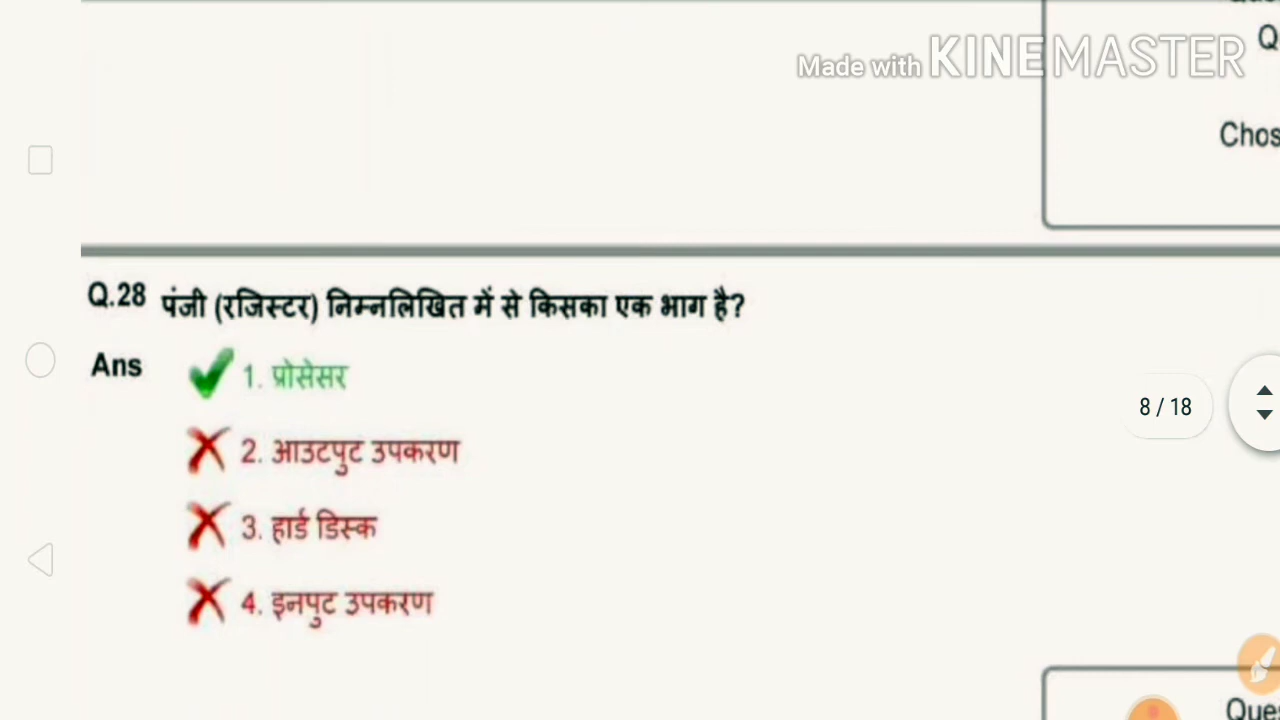 Made with KINEMASTER
Q
Chos
Q.28 पंजी (रजिस्टर) निम्नलिखित में से किसका एक भाग है?
Ans 1. प्रोसेसर
8 / 18
2. आउटपुट उपकरण
3. हार्ड डिस्क
4. इनपुट उपकरण
Ques